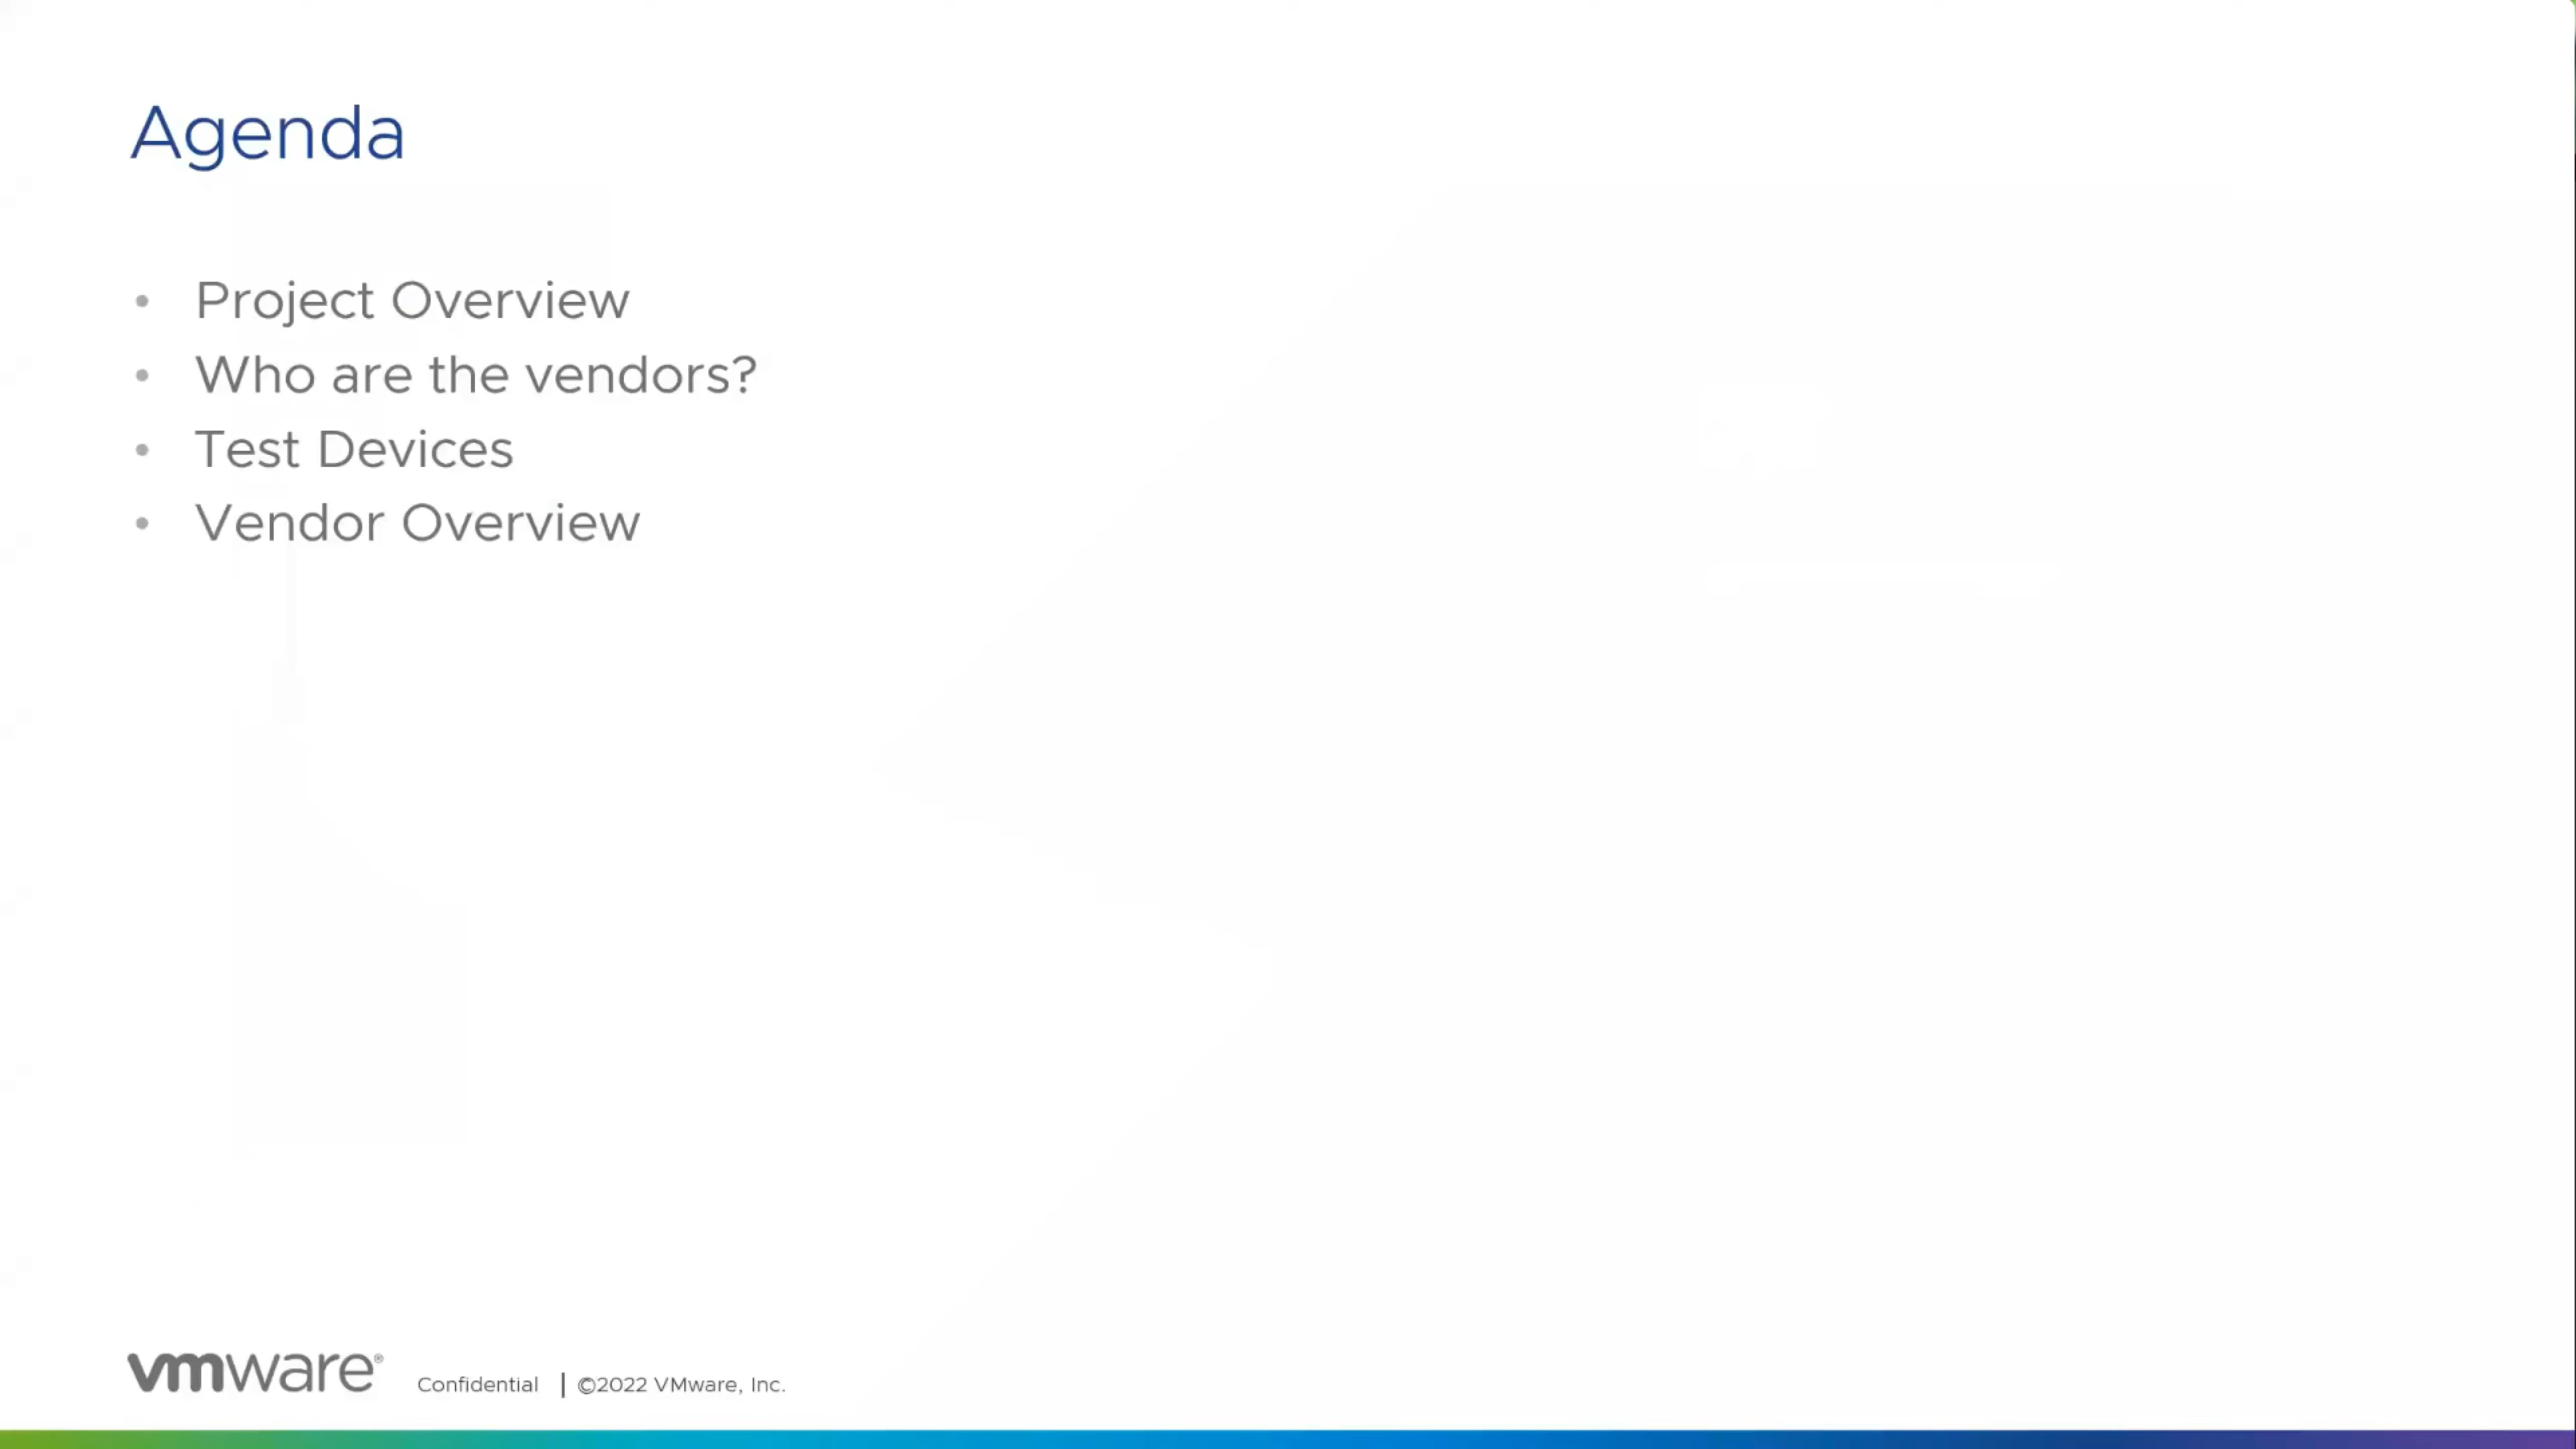 Agenda
• Project Overview
• Who are the vendors?
• Test Devices
• Vendor Overview
vmware® Confidential | ©2022 VMware, Inc.